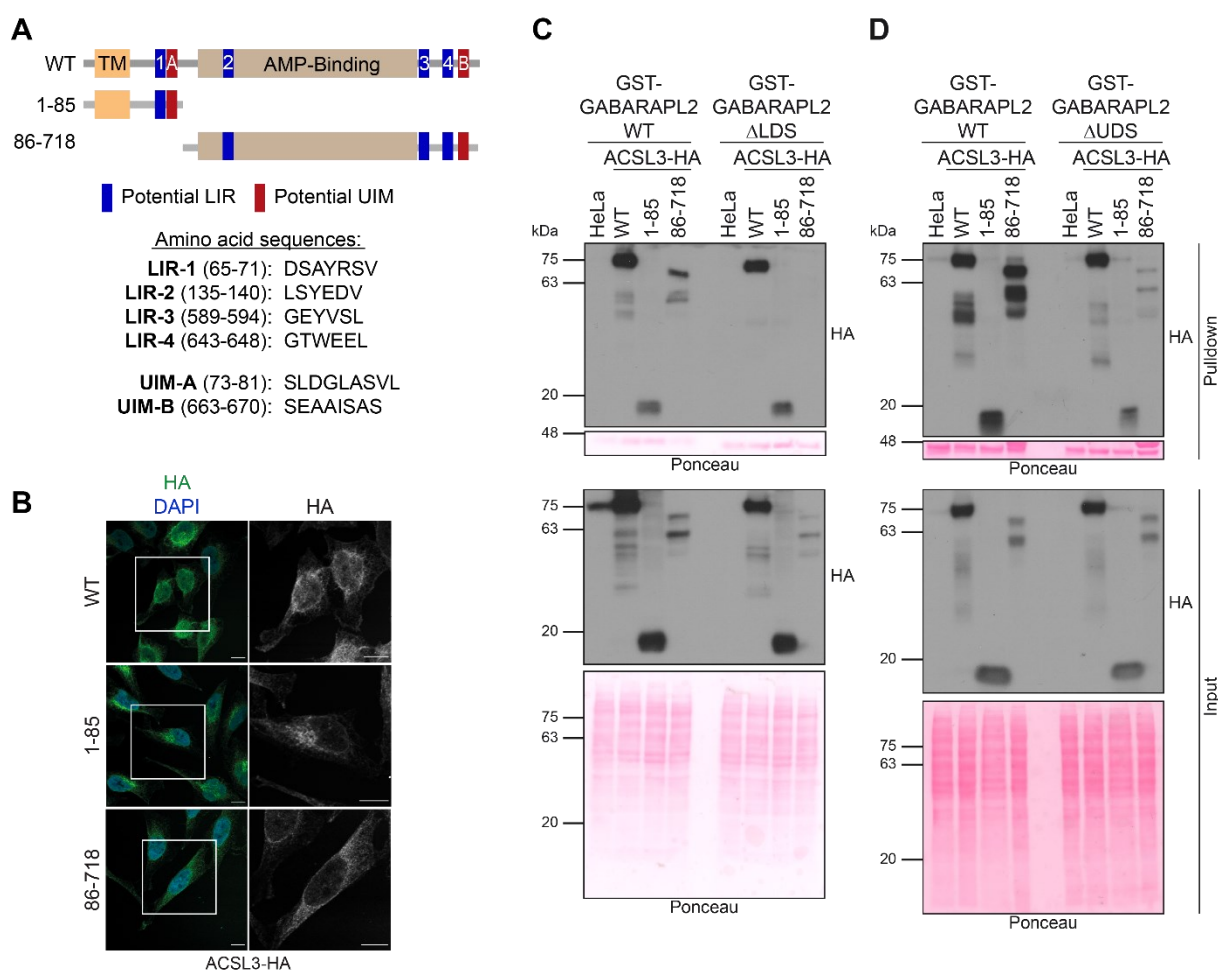 A
WT
TM
1
A
2
AMP-Binding
3
4
B
1-85
86-718
Potential LIR
Potential UIM
Amino acid sequences:
LIR-1 (65-71): DSAYRSV
LIR-2 (135-140): LSYEDV
LIR-3 (589-594): GEYVSL
LIR-4 (643-648): GTWEEL
UIM-A (73-81): SLDGLASVL
UIM-B (663-670): SEAAISAS
B
HA
DAPI
HA
WT
1-85
86-718
ACSL3-HA
C
GST-
GABARAPL2
WT
GST-
GABARAPL2
ΔLDS
ACSL3-HA
ACSL3-HA
kDa
HeLa
WT
1-85
86-718
HeLa
WT
1-85
86-718
75
63
20
48
HA
Ponceau
75
63
20
HA
75
63
20
Ponceau
D
GST-
GABARAPL2
WT
GST-
GABARAPL2
ΔUDS
ACSL3-HA
ACSL3-HA
kDa
HeLa
WT
1-85
86-718
HeLa
WT
1-85
86-718
75
63
20
48
HA
Pulldown
Ponceau
75
63
20
HA
Input
75
63
20
Ponceau